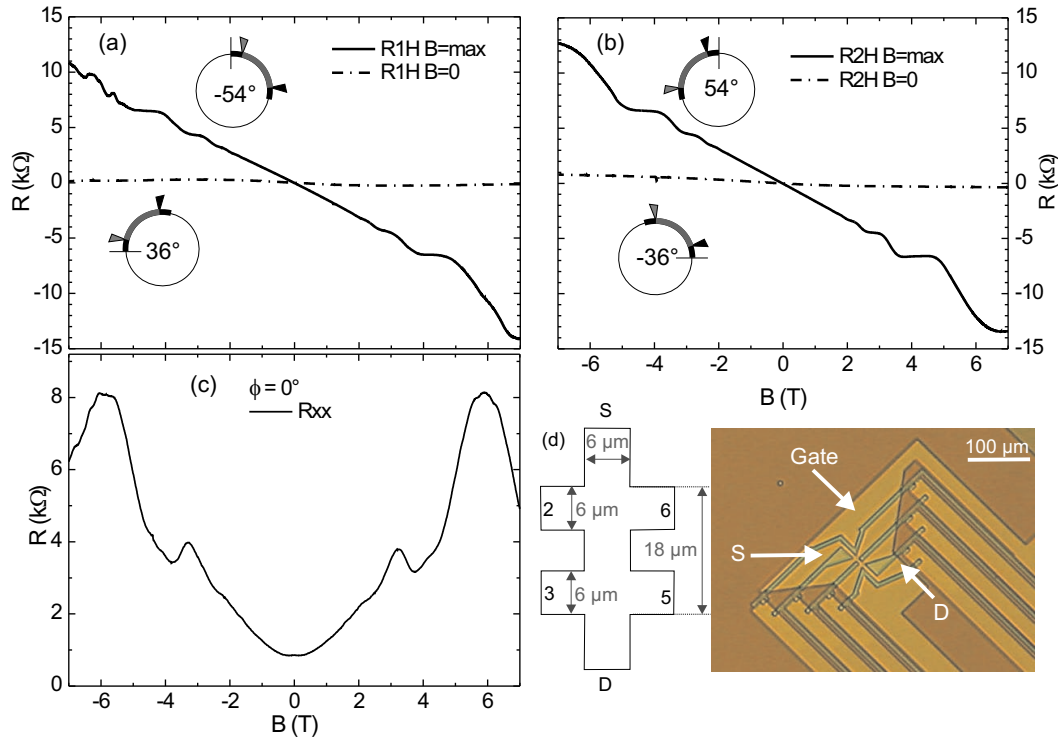 (a)
R1H B=max
R1H B=0
-54°
36°
R (kΩ)
10
5
0
-5
-10
-15
(b)
R2H B=max
R2H B=0
54°
-36°
15
10
5
0
-5
-10
-15
R (kΩ)
-6 -4 -2 0 2 4 6
B (T)
(c)
ϕ = 0°
Rxx
R (kΩ)
8
6
4
2
0
-6 -4 -2 0 2 4 6
B (T)
(d)
S
6 μm
2
6 μm
6
18 μm
3
6 μm
5
D
100 μm
Gate
S
D